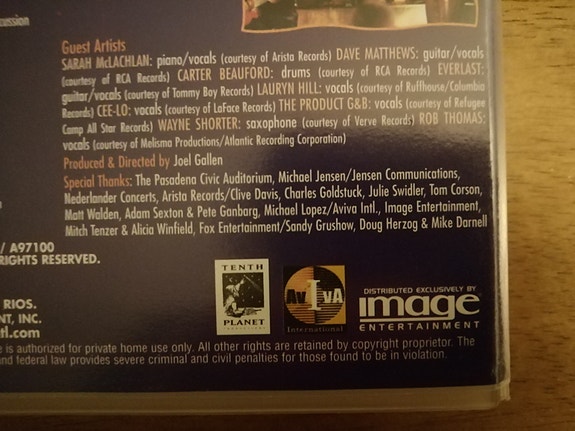 cussion
Guest Artists
SARAH McLACHLAN: piano/vocals (courtesy of Arista Records) DAVE MATTHEWS: guitar/vocals
(courtesy of RCA Records) CARTER BEAUFORD: drums (courtesy of RCA Records) EVERLAST:
guitar/vocals (courtesy of Tommy Boy Records) LAURYN HILL: vocals (courtesy of Ruffhouse/Columbia
Records) CEE-LO: vocals (courtesy of LaFace Records) THE PRODUCT G&B: vocals (courtesy of Refugee
Camp All Star Records) WAYNE SHORTER: saxophone (courtesy of Verve Records) ROB THOMAS:
vocals (courtesy of Melisma Productions/Atlantic Recording Corporation)
Produced & Directed by Joel Gallen
Special Thanks: The Pasadena Civic Auditorium, Michael Jensen/Jensen Communications,
Nederlander Concerts, Arista Records/Clive Davis, Charles Goldstuck, Julie Swidler, Tom Corson,
Matt Walden, Adam Sexton & Pete Ganbarg, Michael Lopez/Aviva Intl., Image Entertainment,
Mitch Tenzer & Alicia Winfield, Fox Entertainment/Sandy Grushow, Doug Herzog & Mike Darnell
/ A97100
RIGHTS RESERVED.
RIOS.
NT, INC.
tl.com
TENTH
PLANET
AvIvA
International
DISTRIBUTED EXCLUSIVELY BY
image
ENTERTAINMENT
e is authorized for private home use only. All other rights are retained by copyright proprietor. The
and federal law provides severe criminal and civil penalties for those found to be in violation.